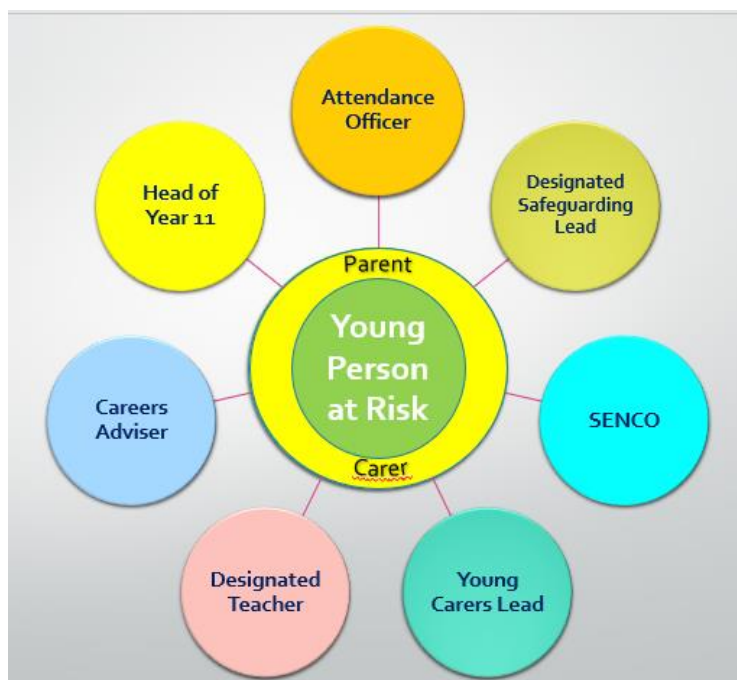 Attendance
Officer
Head of
Year 11
Designated
Safeguarding
Lead
Parent
Young
Person
at Risk
Carer
Careers
Adviser
SENCO
Designated
Teacher
Young
Carers Lead